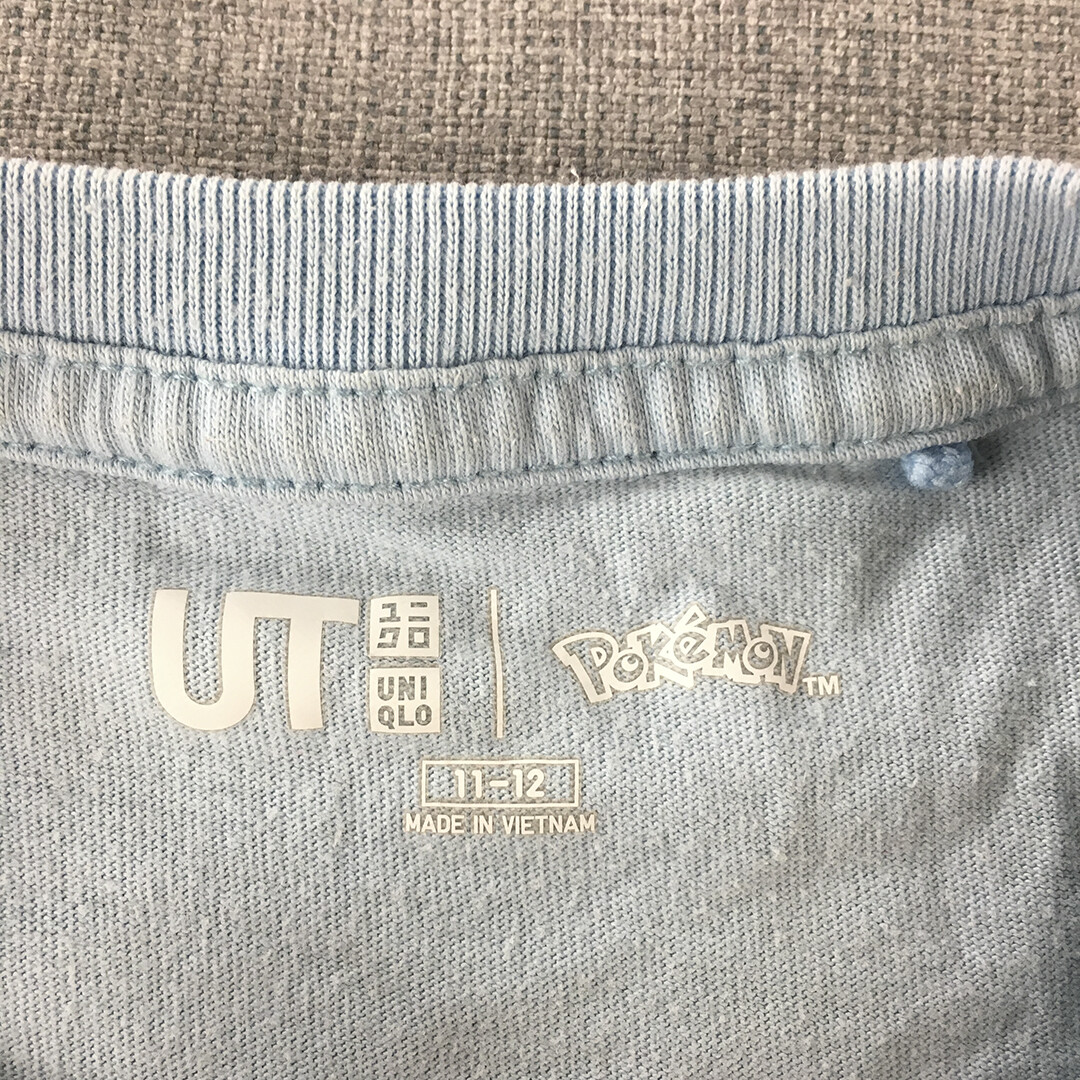 UT
ユニ
クロ
UNI
QLO
POKéMON™
11-12
MADE IN VIETNAM